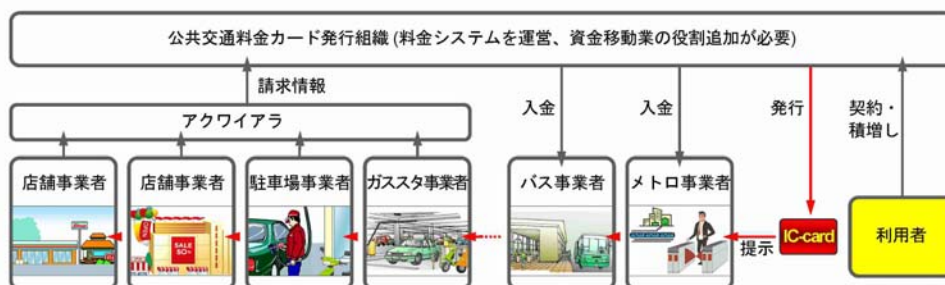 公共交通料金カード発行組織 (料金システムを運営、資金移動業の役割追加が必要)
請求情報
入金
入金
発行
契約・
積増し
アクワイアラ
店舗事業者
店舗事業者
駐車場事業者
ガススタ事業者
バス事業者
メトロ事業者
SALE
50%
IC-card
提示
利用者